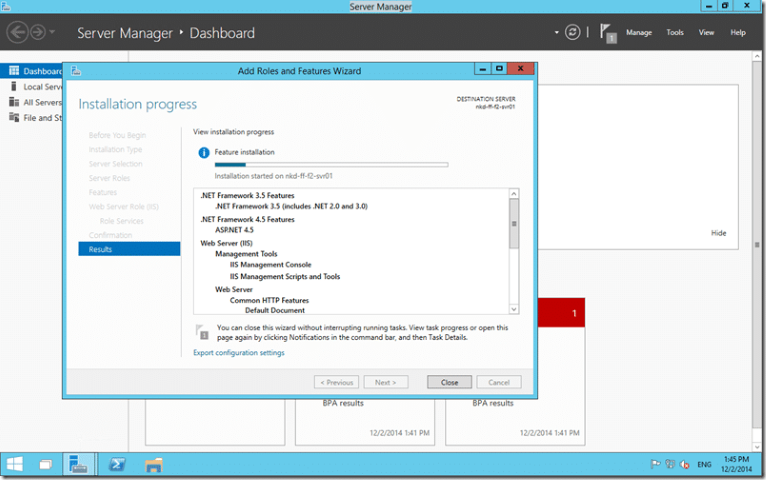 Server Manager
Server Manager ‣ Dashboard
1
Manage
Tools
View
Help
Dashboa
Local Serve
All Servers
File and St
Add Roles and Features Wizard
Installation progress
DESTINATION SERVER
nkd-ff-f2-svr01
Before You Begin
Installation Type
Server Selection
Server Roles
Features
Web Server Role (IIS)
Role Services
Confirmation
Results
View installation progress
Feature installation
Installation started on nkd-ff-f2-svr01
.NET Framework 3.5 Features
.NET Framework 3.5 (includes .NET 2.0 and 3.0)
.NET Framework 4.5 Features
ASP.NET 4.5
Web Server (IIS)
Management Tools
IIS Management Console
IIS Management Scripts and Tools
Web Server
Common HTTP Features
Default Document
1
You can close this wizard without interrupting running tasks. View task progress or open this
page again by clicking Notifications in the command bar, and then Task Details.
Export configuration settings
< Previous
Next >
Close
Cancel
Hide
1
BPA results
BPA results
12/2/2014 1:41 PM
12/2/2014 1:41 PM
ENG
1:45 PM
12/2/2014